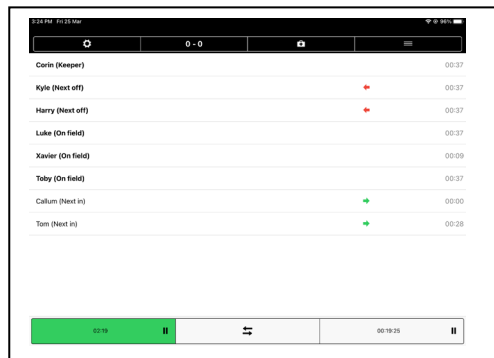 3:24 PM Fri 25 Mar 96%
0 - 0
Corin (Keeper) 00:37
Kyle (Next off) 00:37
Harry (Next off) 00:37
Luke (On field) 00:37
Xavier (On field) 00:09
Toby (On field) 00:37
Callum (Next in) 00:00
Tom (Next in) 00:28
02:19 00:19:25